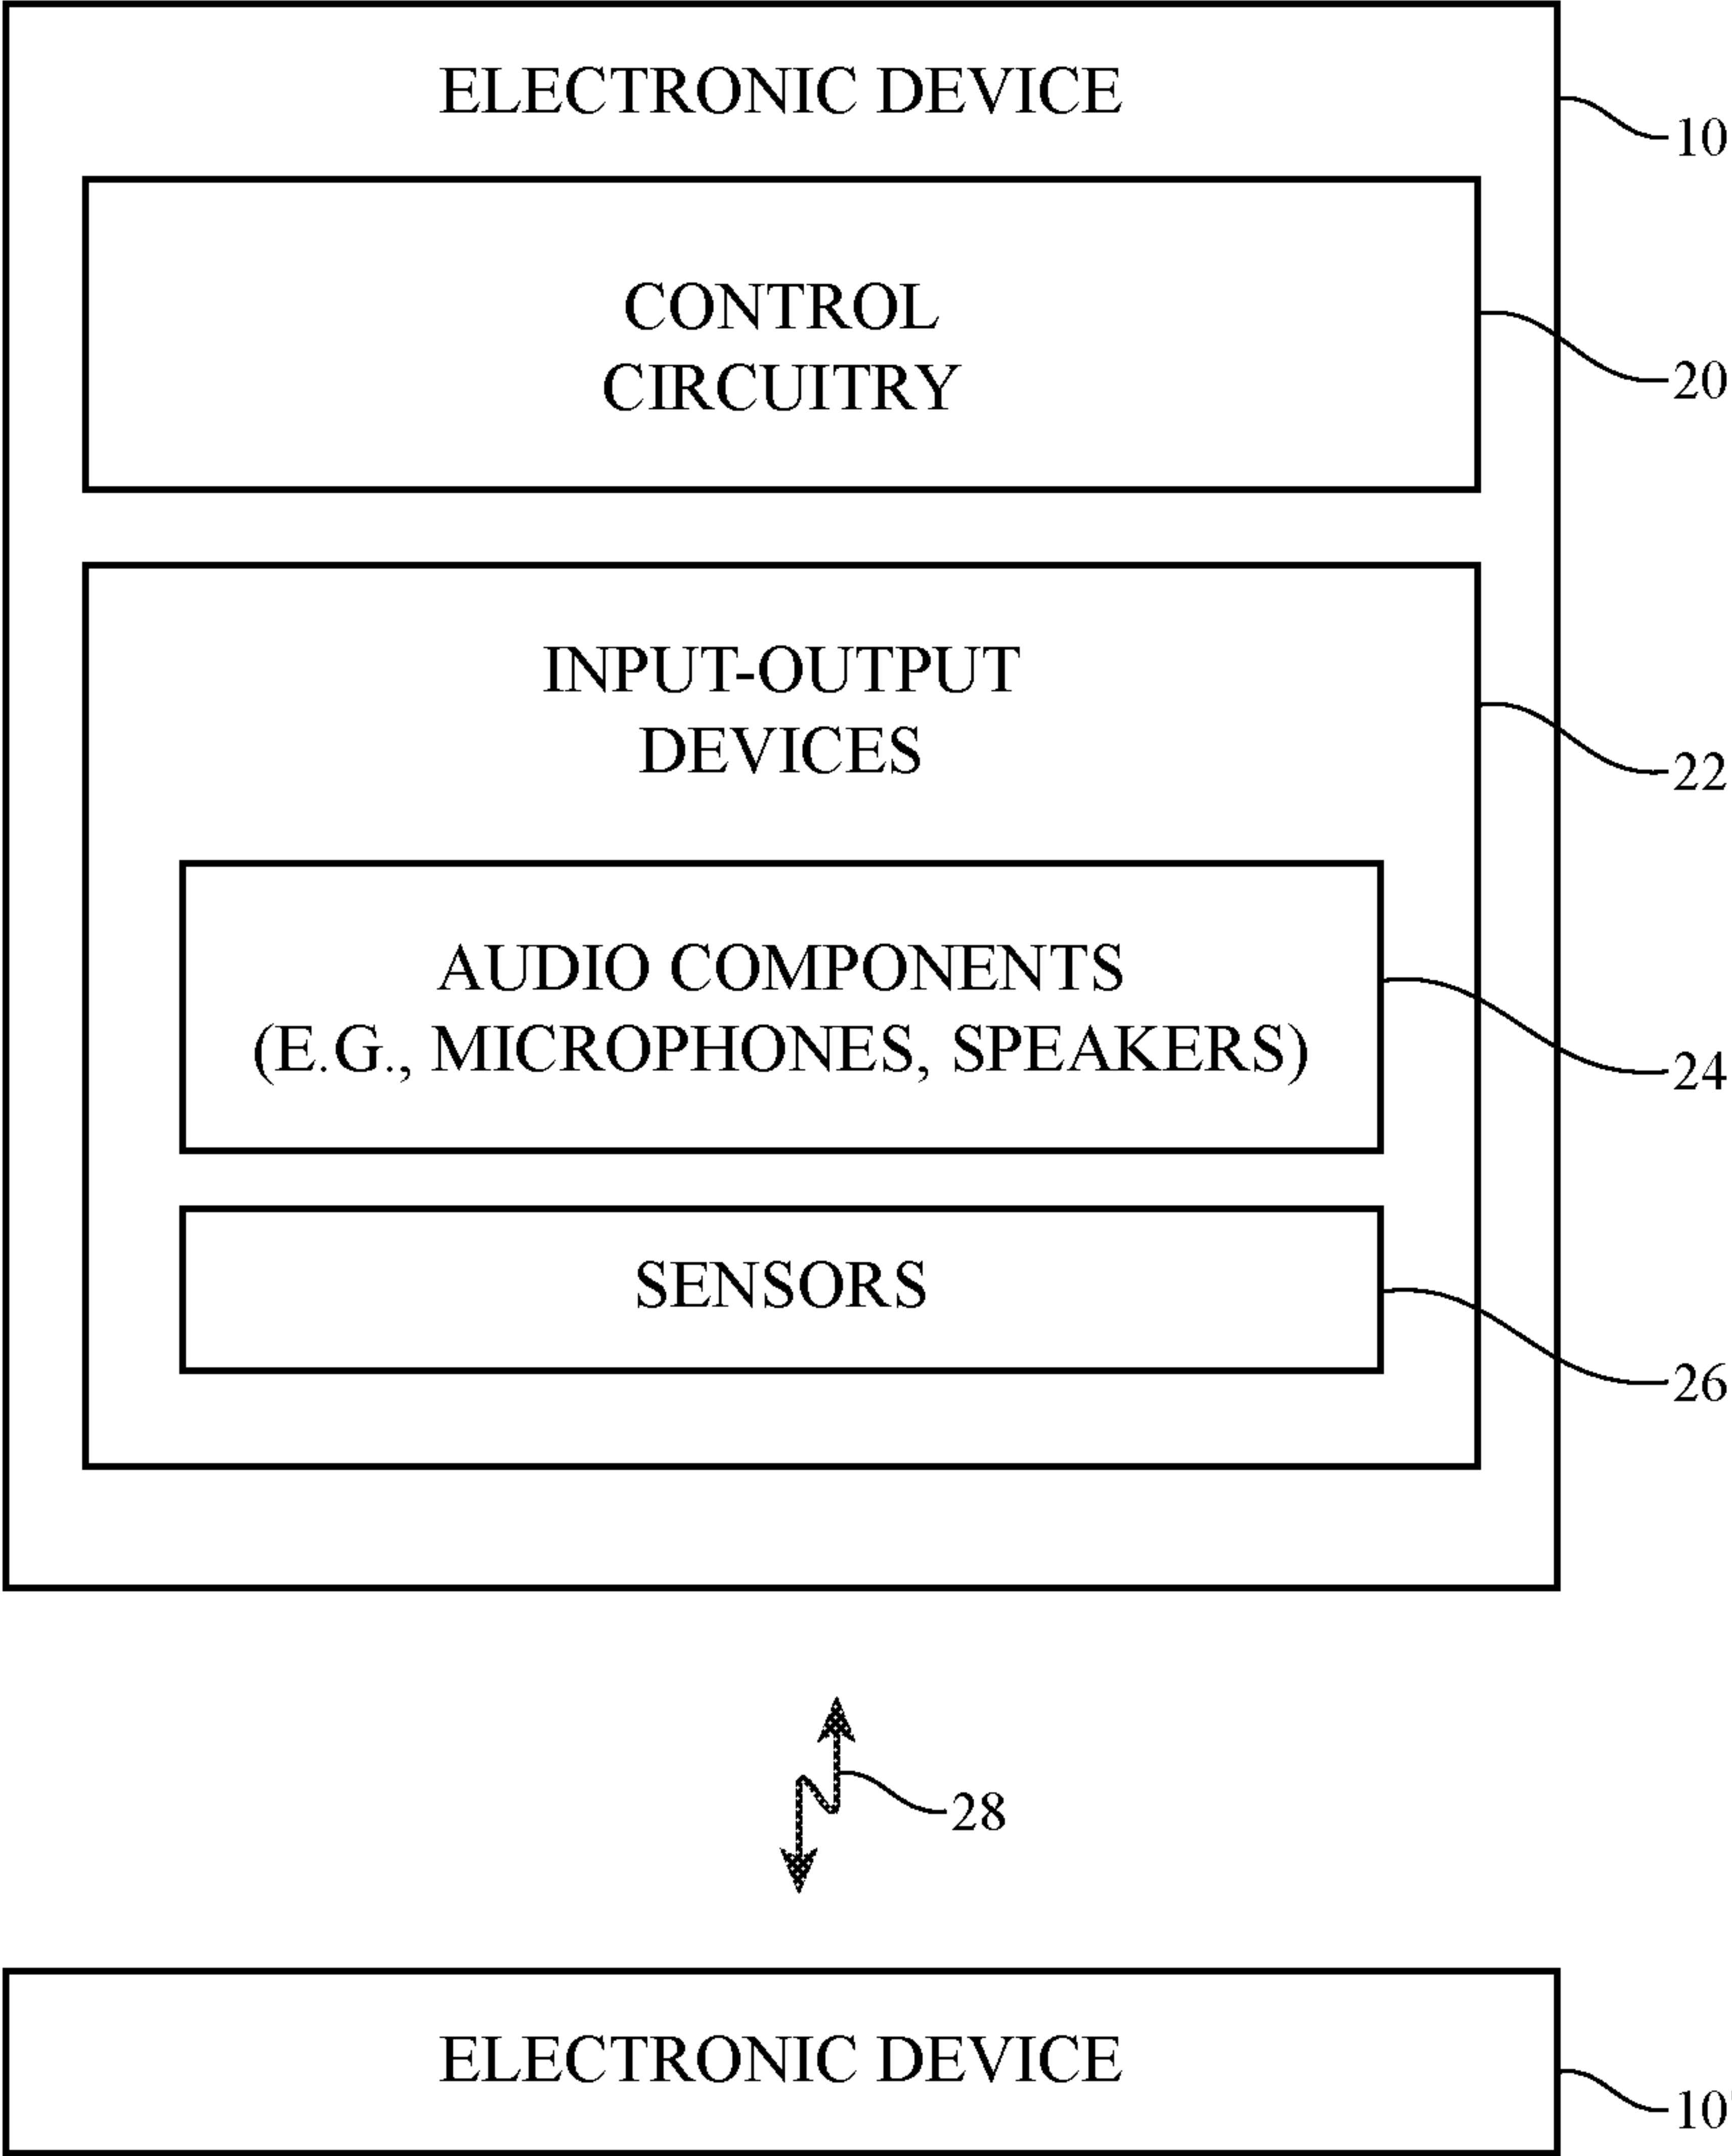 ELECTRONIC DEVICE
10
CONTROL
CIRCUITRY
20
INPUT-OUTPUT
DEVICES
22
AUDIO COMPONENTS
(E.G., MICROPHONES, SPEAKERS)
24
SENSORS
26
28
ELECTRONIC DEVICE
10'